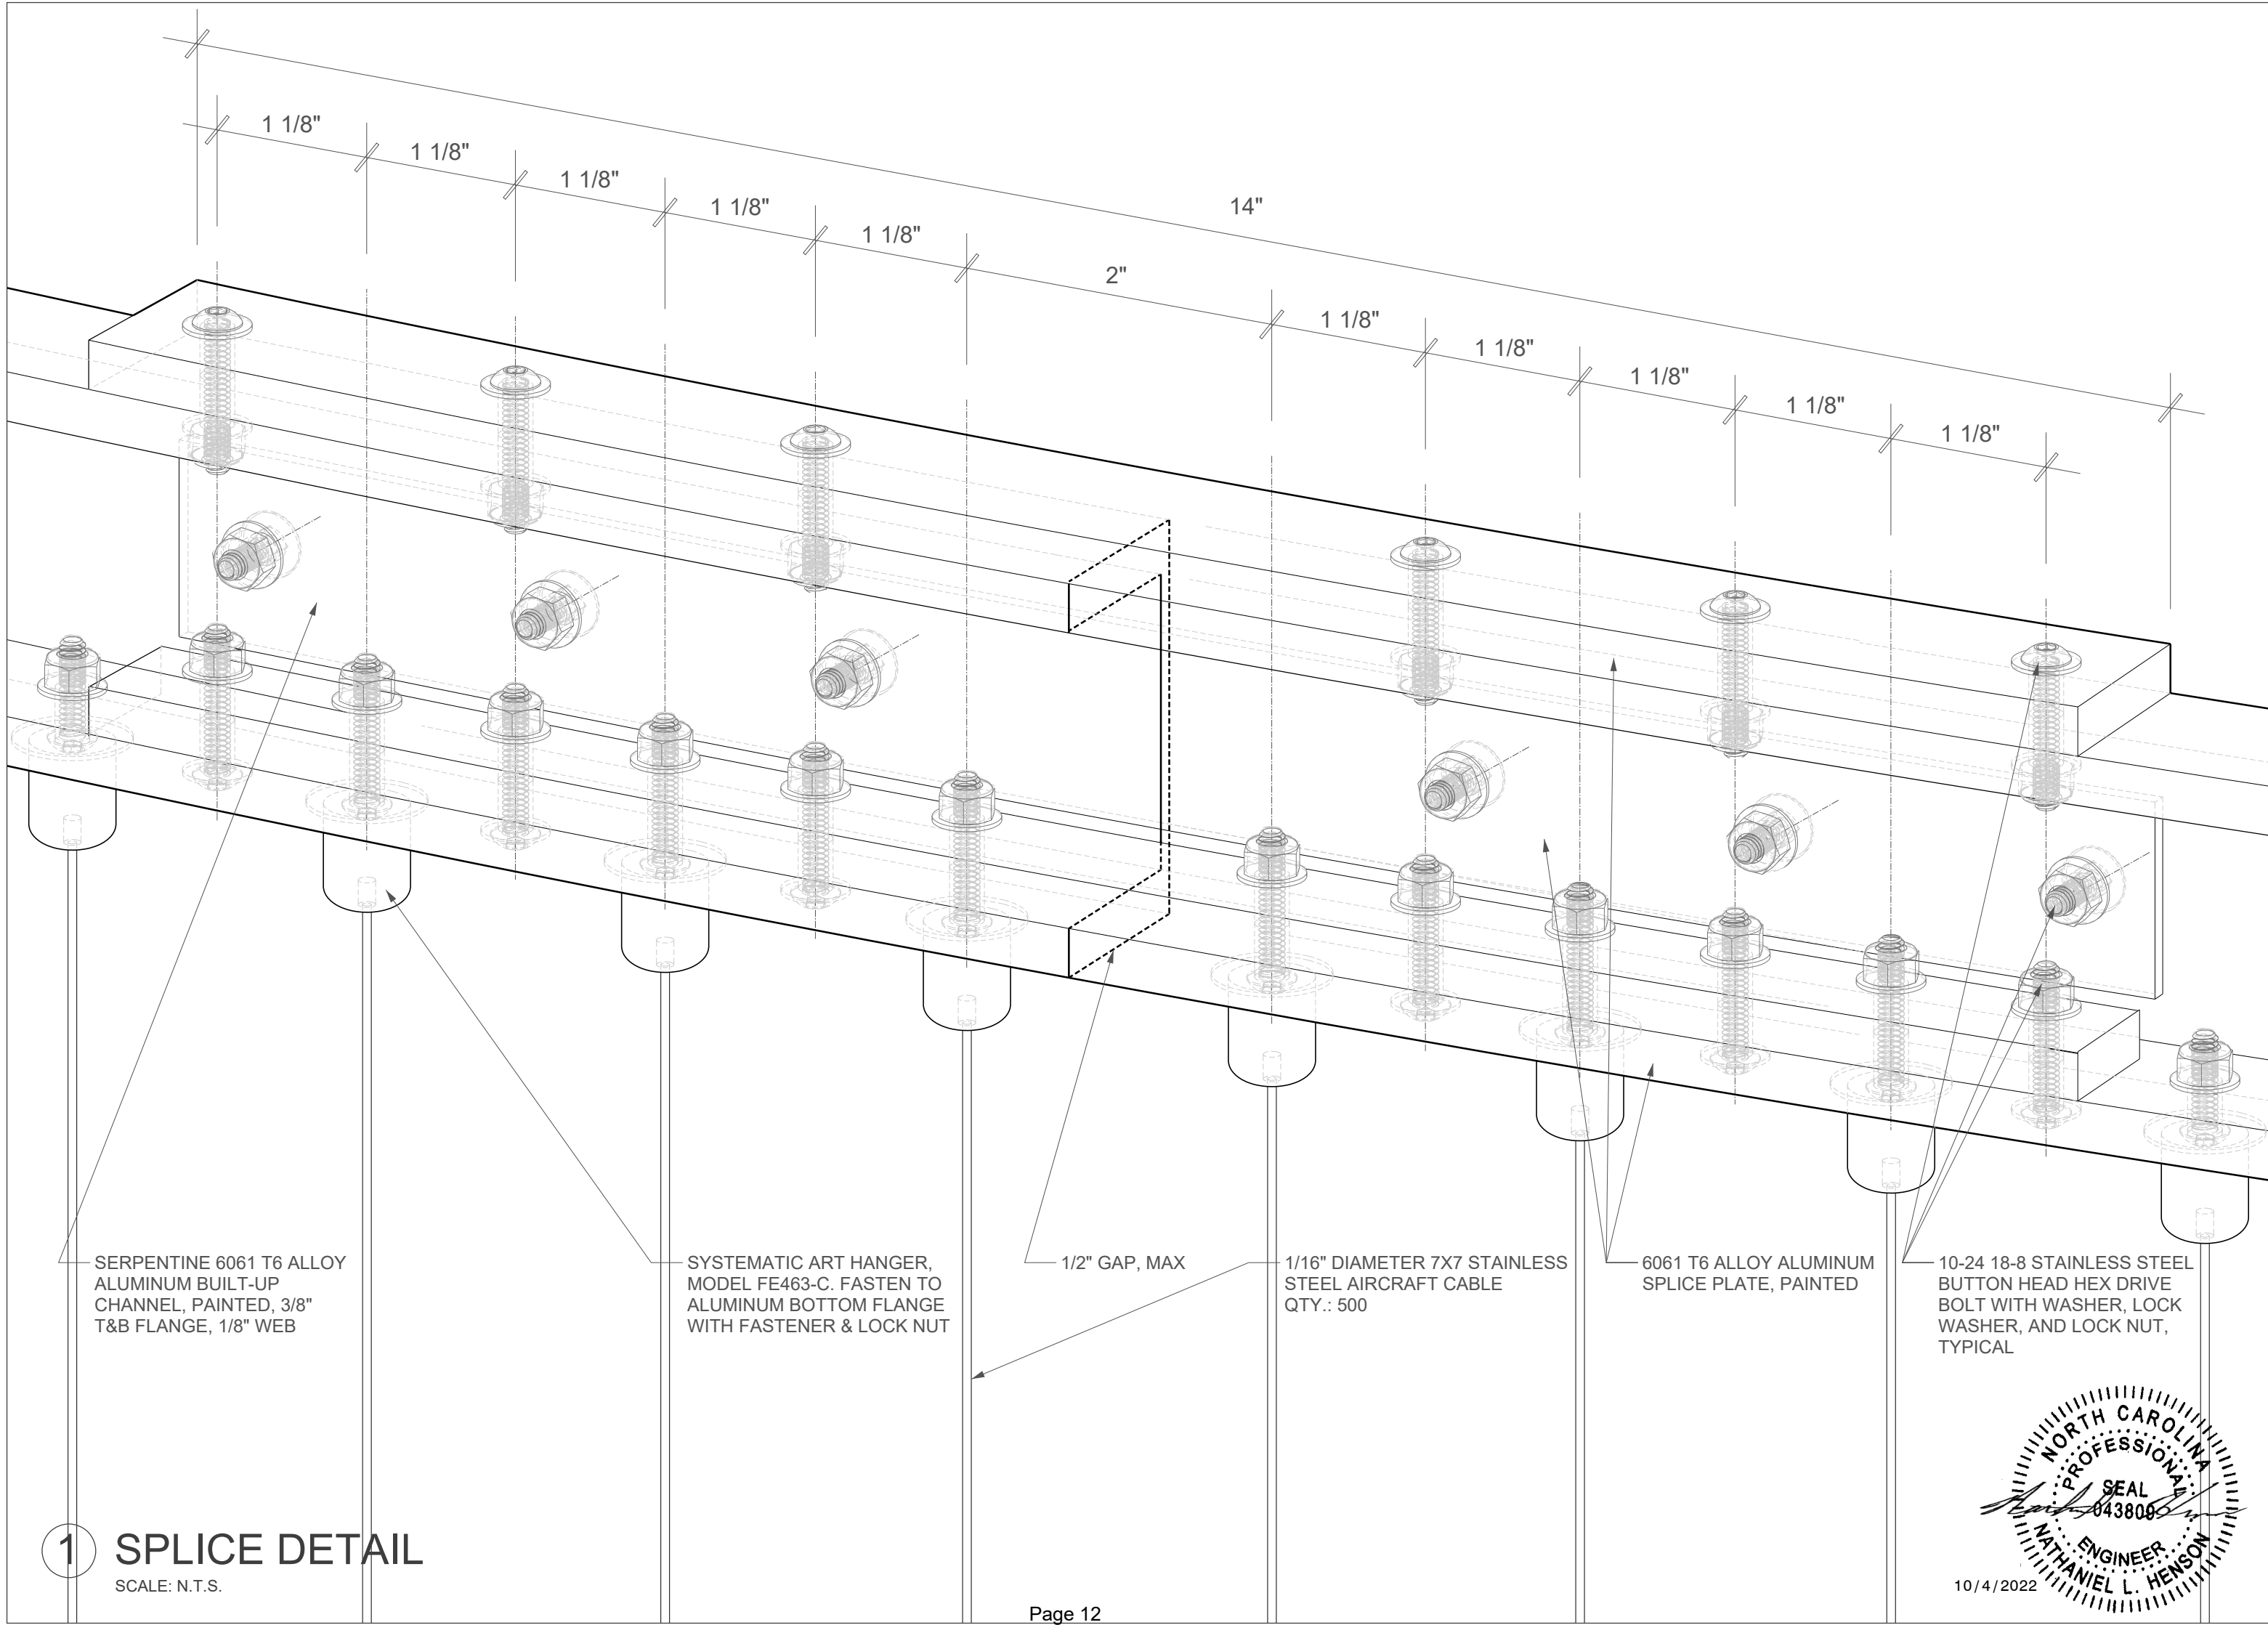 1 1/8"
1 1/8"
1 1/8"
1 1/8"
1 1/8"
14"
2"
1 1/8"
1 1/8"
1 1/8"
1 1/8"
1 1/8"
SERPENTINE 6061 T6 ALLOY
ALUMINUM BUILT-UP
CHANNEL, PAINTED, 3/8"
T&B FLANGE, 1/8" WEB
SYSTEMATIC ART HANGER,
MODEL FE463-C. FASTEN TO
ALUMINUM BOTTOM FLANGE
WITH FASTENER & LOCK NUT
1/2" GAP, MAX
1/16" DIAMETER 7X7 STAINLESS
STEEL AIRCRAFT CABLE
QTY.: 500
6061 T6 ALLOY ALUMINUM
SPLICE PLATE, PAINTED
10-24 18-8 STAINLESS STEEL
BUTTON HEAD HEX DRIVE
BOLT WITH WASHER, LOCK
WASHER, AND LOCK NUT,
TYPICAL
NORTH CAROLINA
PROFESSIONAL
SEAL
043809
ENGINEER
NATHANIEL L. HENSON
10/4/2022
1 SPLICE DETAIL
SCALE: N.T.S.
Page 12